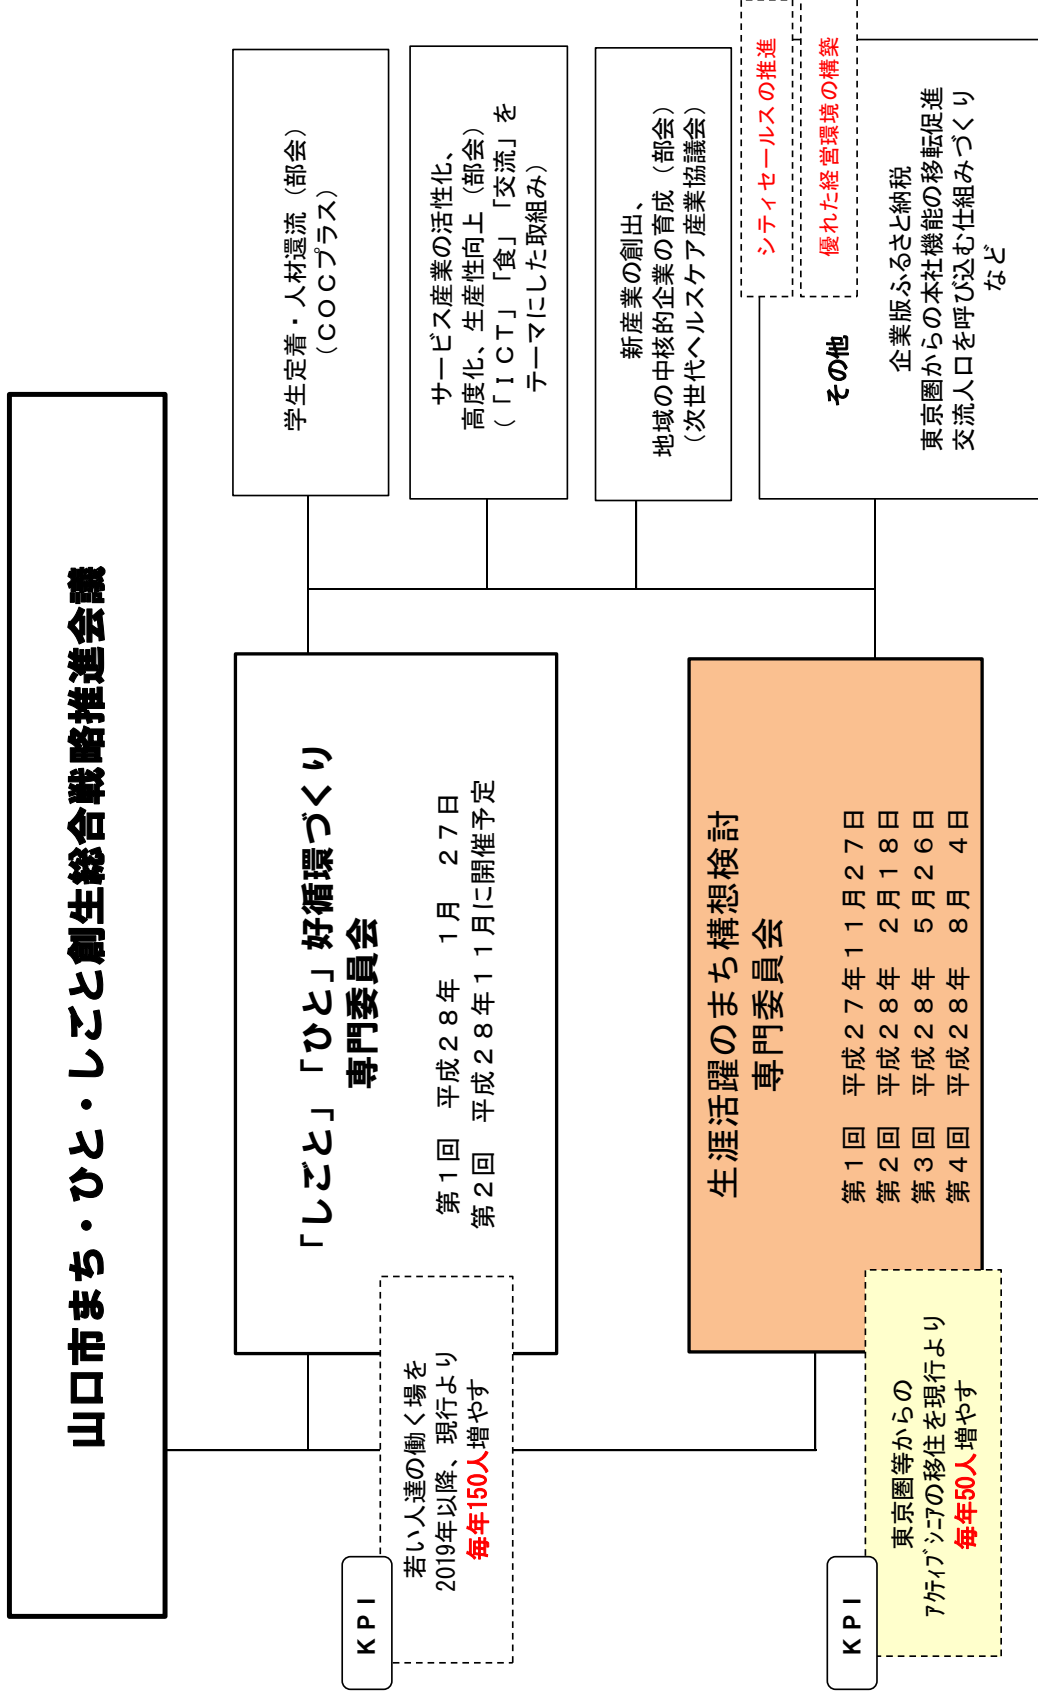 山口市まち・ひと・しごと創生総合戦略推進会議
「しごと」「ひと」好循環づくり
専門委員会
第１回　平成２８年　１月　２７日
第２回　平成２８年１１月に開催予定
ＫＰＩ
若い人達の働く場を
2019年以降、現行より
毎年150人増やす
生涯活躍のまち構想検討
専門委員会
第１回　平成２７年１１月２７日
第２回　平成２８年　２月１８日
第３回　平成２８年　５月２６日
第４回　平成２８年　８月　４日
ＫＰＩ
東京圏等からの
ｱｸﾃｨﾌﾞｼﾆｱの移住を現行より
毎年50人増やす
学生定着・人材還流（部会）
（ＣＯＣプラス）
サービス産業の活性化、
高度化、生産性向上（部会）
（「ＩＣＴ」「食」「交流」を
テーマにした取組み）
新産業の創出、
地域の中核的企業の育成（部会）
（次世代ヘルスケア産業協議会）
シティセールスの推進
優れた経営環境の構築
その他
企業版ふるさと納税
東京圏からの本社機能の移転促進
交流人口を呼び込む仕組みづくり
など